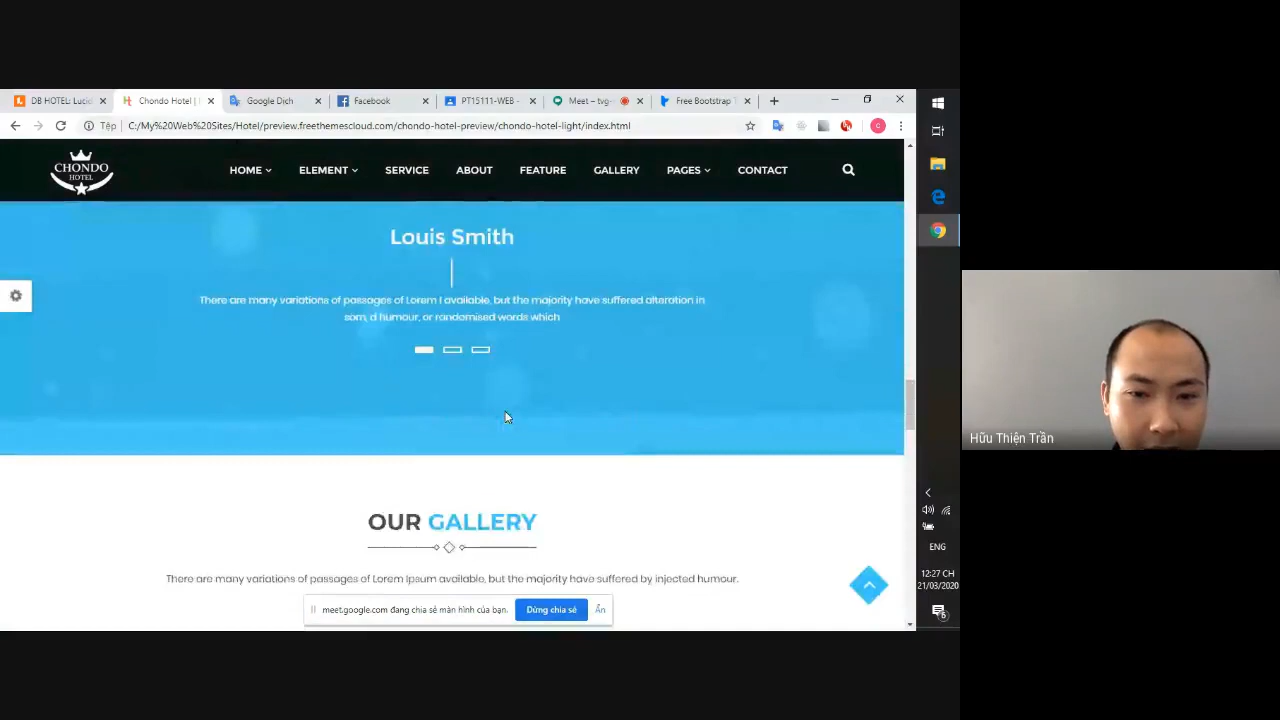 DB HOTEL: Lucid
Chondo Hotel |
Google Dịch
Facebook
PT15111-WEB -
Meet – tvg-
Free Bootstrap T
Tệp
C:/My%20Web%20Sites/Hotel/preview.freethemescloud.com/chondo-hotel-preview/chondo-hotel-light/index.html
CHONDO
HOTEL
HOME
ELEMENT
SERVICE
ABOUT
FEATURE
GALLERY
PAGES
CONTACT
Louis Smith
There are many variations of passages of Lorem I available, but the majority have suffered alteration in
som, d humour, or randomised words which
OUR GALLERY
There are many variations of passages of Lorem Ipsum available, but the majority have suffered by injected humour.
meet.google.com đang chia sẻ màn hình của bạn.
Dừng chia sẻ
Ẩn
ENG
12:27 CH
21/03/2020
Hữu Thiện Trần